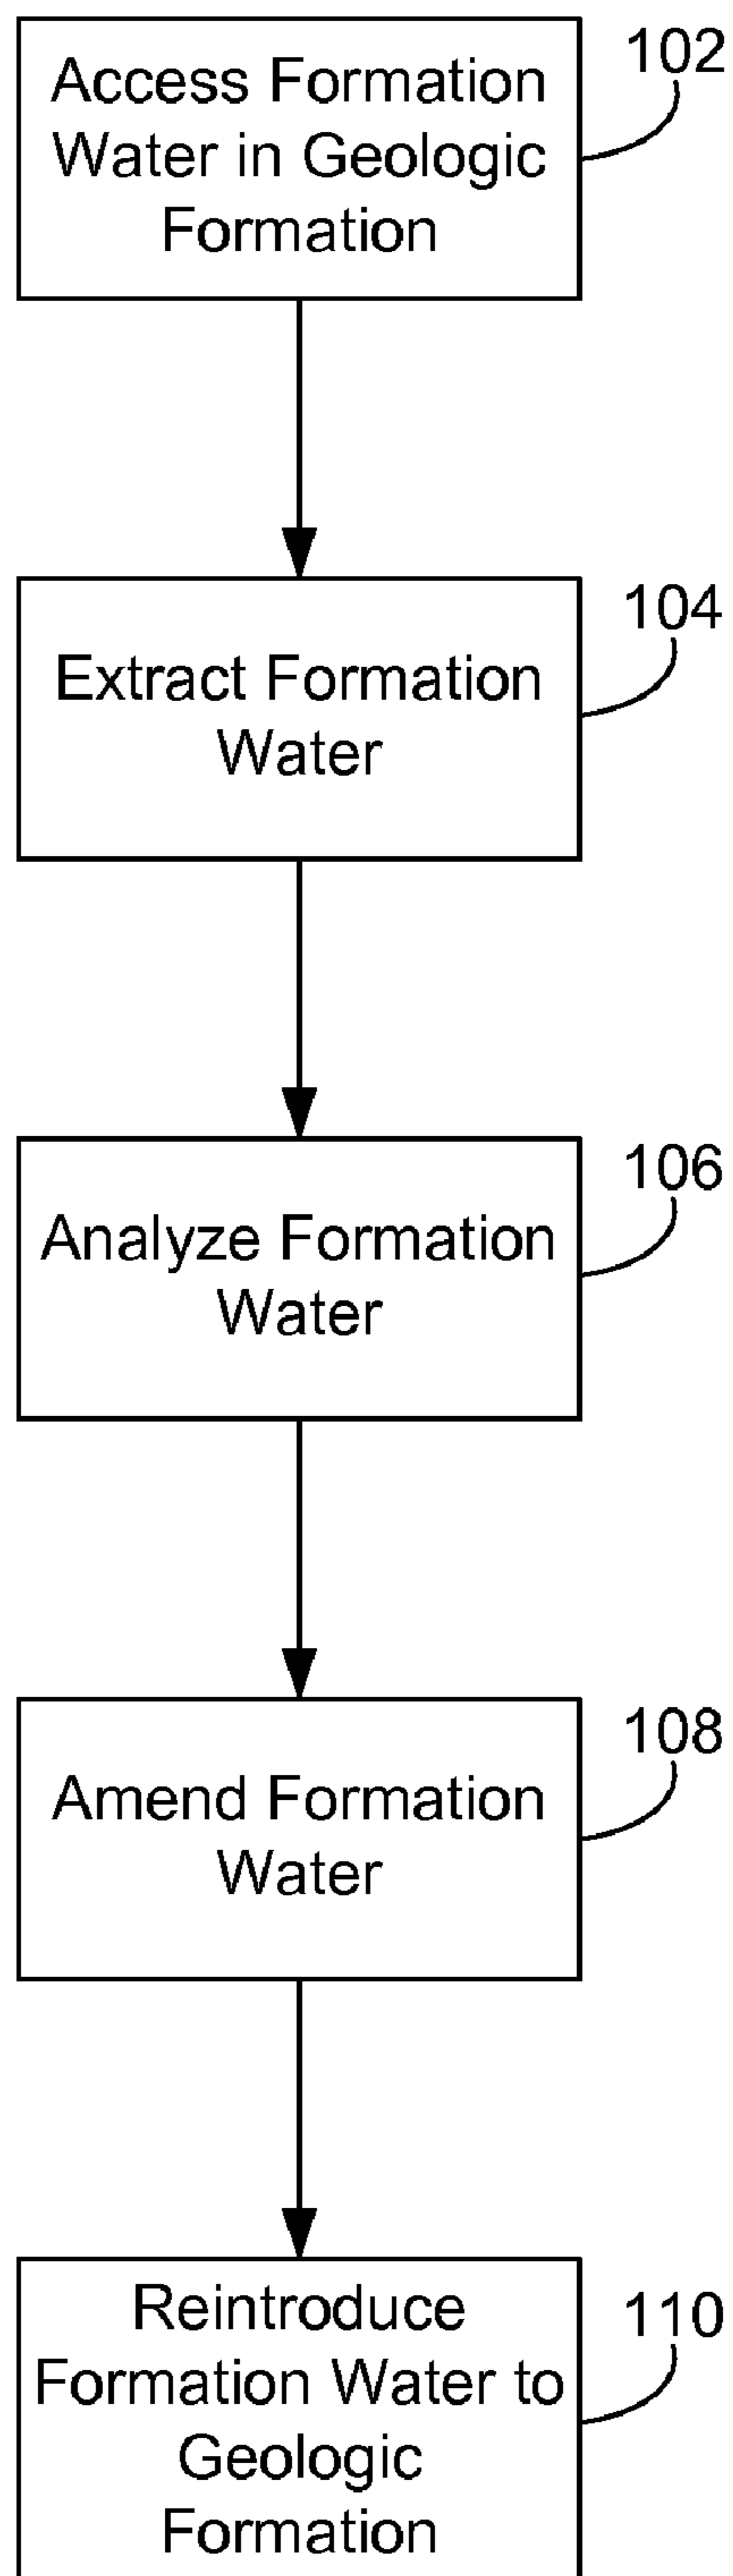 Access Formation
Water in Geologic
Formation
102
Extract Formation
Water
104
Analyze Formation
Water
106
Amend Formation
Water
108
Reintroduce
Formation Water to
Geologic
Formation
110